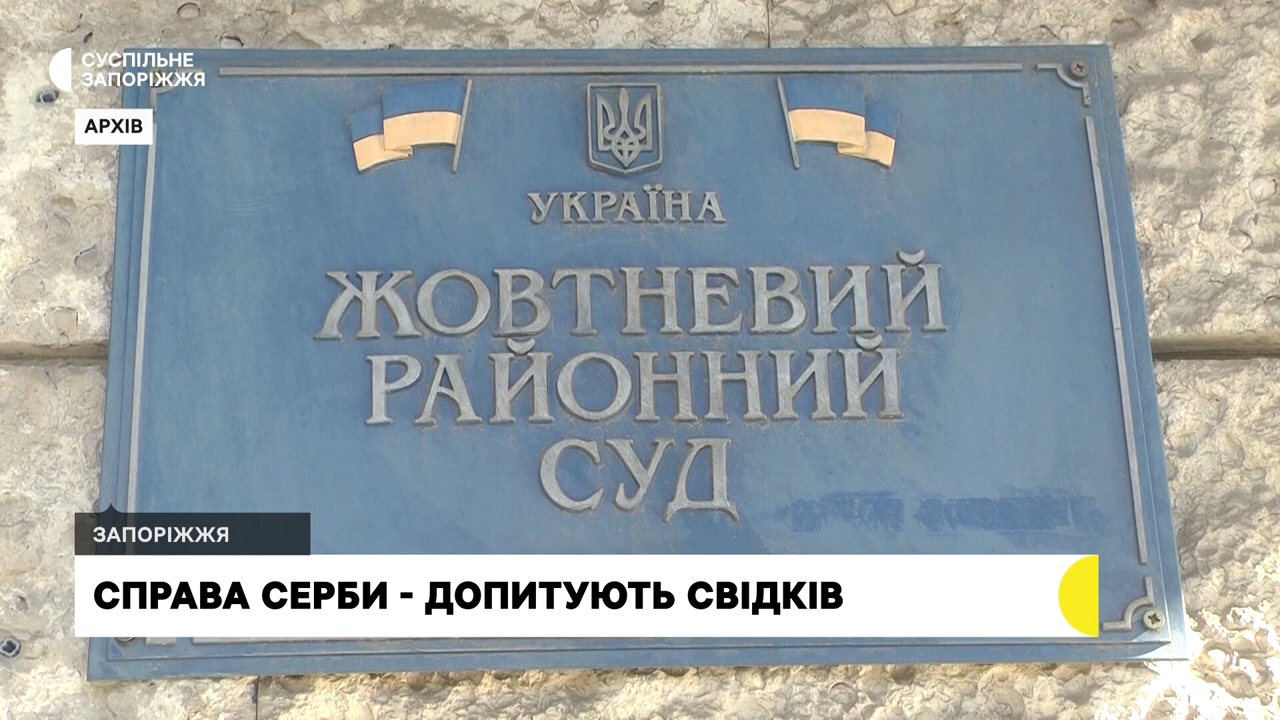 СУСПІЛЬНЕ
ЗАПОРІЖЖЯ
АРХІВ
УКРАЇНА
ЖОВТНЕВИЙ
РАЙОННИЙ
СУД
ЗАПОРІЖЖЯ
СПРАВА СЕРБИ - ДОПИТУЮТЬ СВІДКІВ